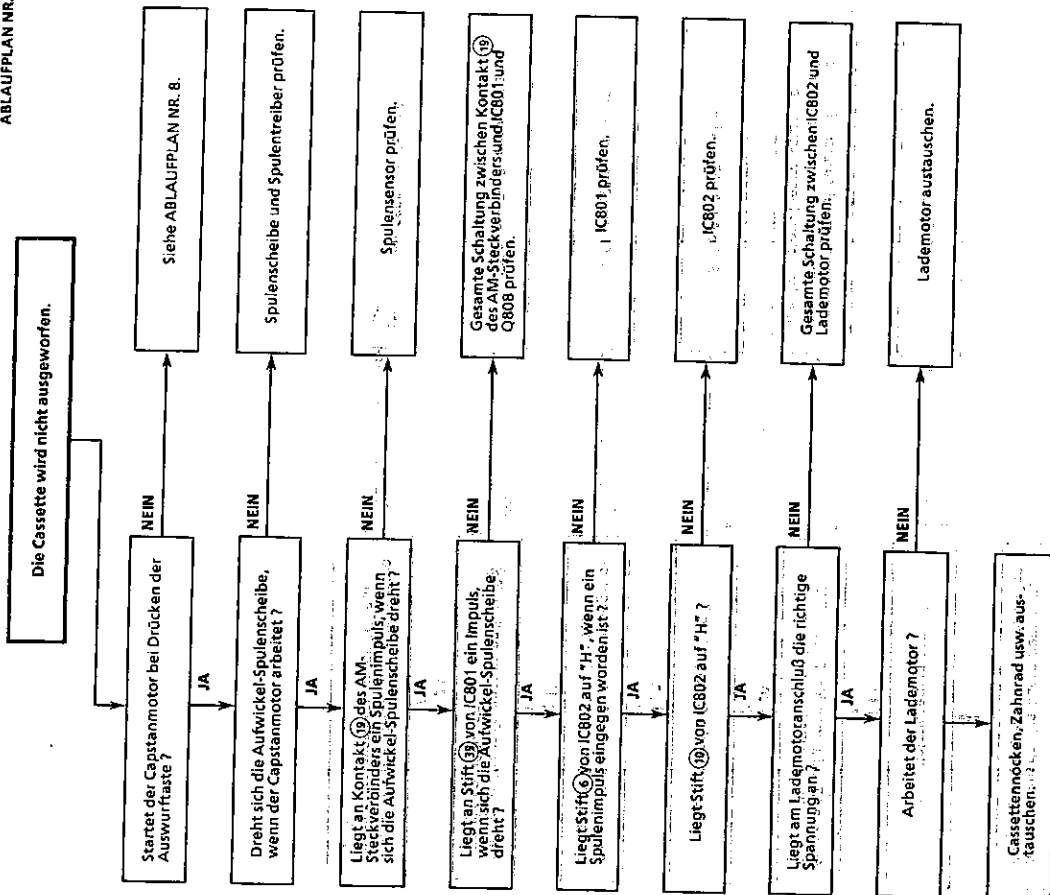 ABLAUFPLAN NR.
Die Cassette wird nicht ausgeworfen.
Startet der Capstanmotor bei Drücken der
Auswurftaste ?
NEIN
Siehe ABLAUFPLAN NR. 8.
JA
Dreht sich die Aufwickel-Spulenscheibe,
wenn der Capstanmotor arbeitet ?
NEIN
Spulenscheibe und Spulentreiber prüfen.
JA
Liegt an Kontakt ⑲ des AM-
Steckverbinders ein Spulenimpuls, wenn
sich die Aufwickel-Spulenscheibe dreht ?
NEIN
Spulensensor prüfen.
JA
Liegt an Stift ㊴ von IC801 ein Impuls,
wenn sich die Aufwickel-Spulenscheibe
dreht ?
NEIN
Gesamte Schaltung zwischen Kontakt ⑲
des AM-Steckverbinders und IC801 und
Q808 prüfen.
JA
Liegt Stift ⑥ von IC802 auf "H", wenn ein
Spulenimpuls eingegen worden ist ?
NEIN
IC801 prüfen.
JA
Liegt Stift ⑩ von IC802 auf "H" ?
NEIN
IC802 prüfen.
JA
Liegt am Lademotoranschluß die richtige
Spannung an ?
NEIN
Gesamte Schaltung zwischen IC802 und
Lademotor prüfen.
JA
Arbeitet der Lademotor ?
NEIN
Lademotor austauschen.
Cassettennocken, Zahnrad usw. aus-
tauschen.